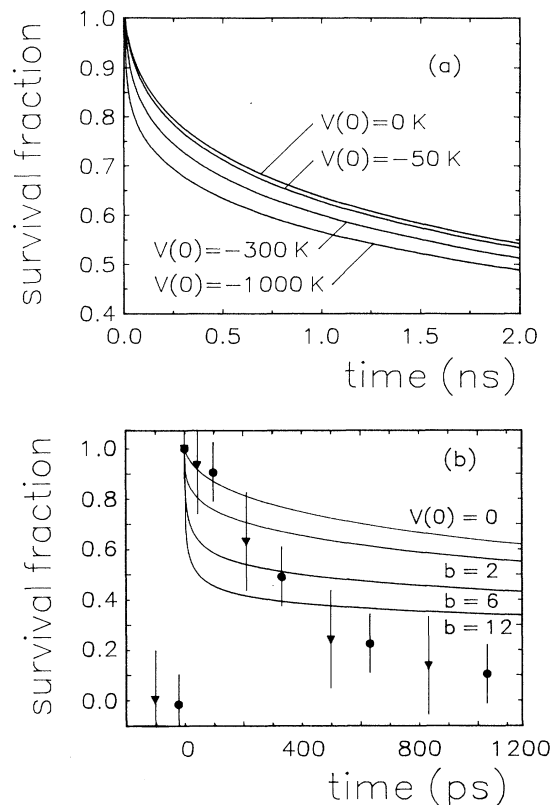 (a)
survival fraction
1.0
0.9
0.8
0.7
0.6
0.5
0.4
V(0)=0 K
V(0)=−50 K
V(0)=−300 K
V(0)=−1000 K
0.0 0.5 1.0 1.5 2.0
time (ns)
(b)
survival fraction
1.0
0.8
0.6
0.4
0.2
0.0
V(0) = 0
b = 2
b = 6
b = 12
0 400 800 1200
time (ps)